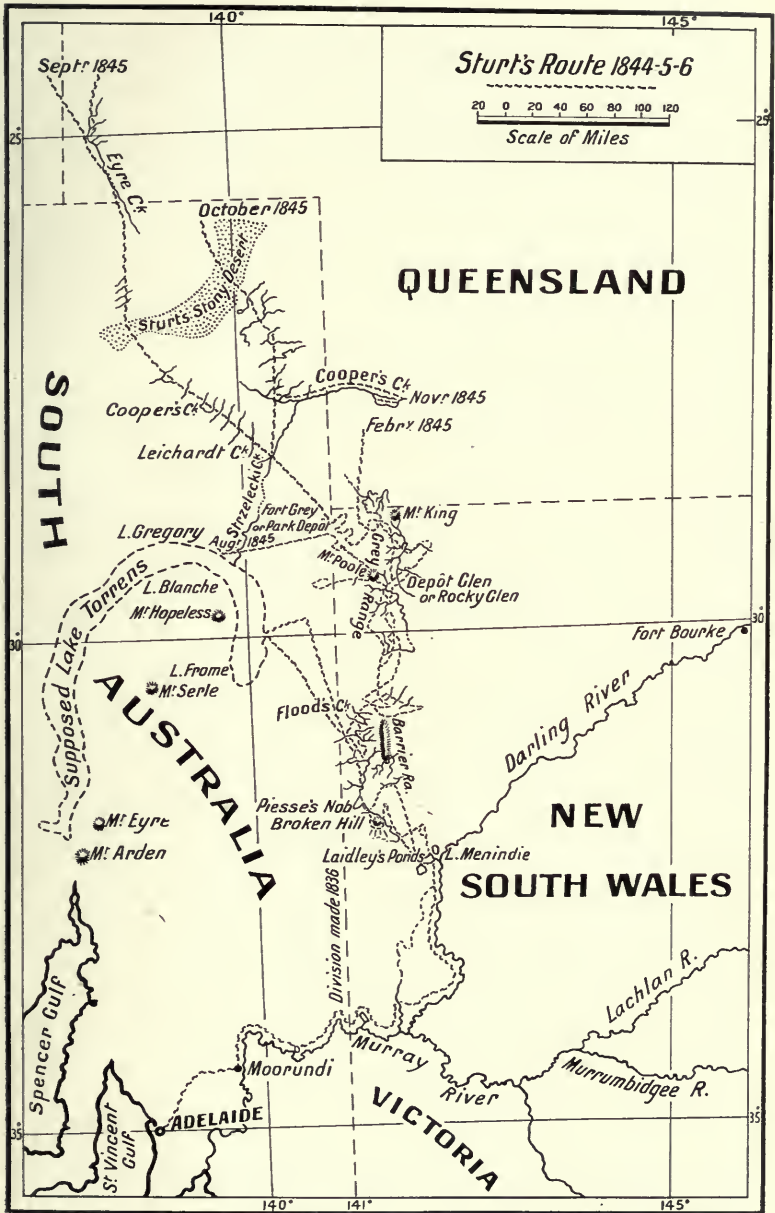 140°
145°
Septr. 1845
Sturt's Route 1844-5-6
20 0 20 40 60 80 100 120
Scale of Miles
25°
25°
Eyre Ck
October 1845
QUEENSLAND
Sturts Stony Desert
SOUTH
Cooper's Ck
Novr 1845
Cooper's Ck
Febry. 1845
Leichardt Ck
Strzelecki Ck
Fort Grey
or Park Depôt
Mt. King
L. Gregory
Augt 1845
Mt. Poole
Grey Range
Depôt Glen
or Rocky Glen
L. Blanche
Mt. Hopeless
Supposed Lake Torrens
30
30°
Fort Bourke
L. Frome
Mt. Serle
AUSTRALIA
Floods Ck
Barrier Ra.
Darling River
Mt. Eyre
Mt. Arden
Piesse's Nob
Broken Hill
NEW
SOUTH WALES
Laidley's Ponds
L. Menindie
Division made 1836
Lachlan R.
Spencer Gulf
Murray River
Murrumbidgee R.
Moorundi
St. Vincent
Gulf
ADELAIDE
VICTORIA
35
35°
140°
141°
145°